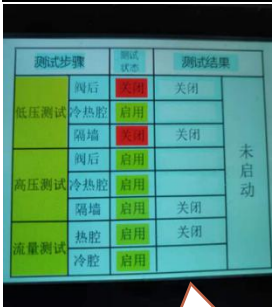 测试步骤 测试状态 测试结果
低压测试 阀后 关闭 关闭
冷热腔 启用
隔墙 关闭 关闭
高压测试 阀后 启用
冷热腔 启用
隔墙 启用 关闭
流量测试 热腔 启用 关闭
冷腔 启用
未启动